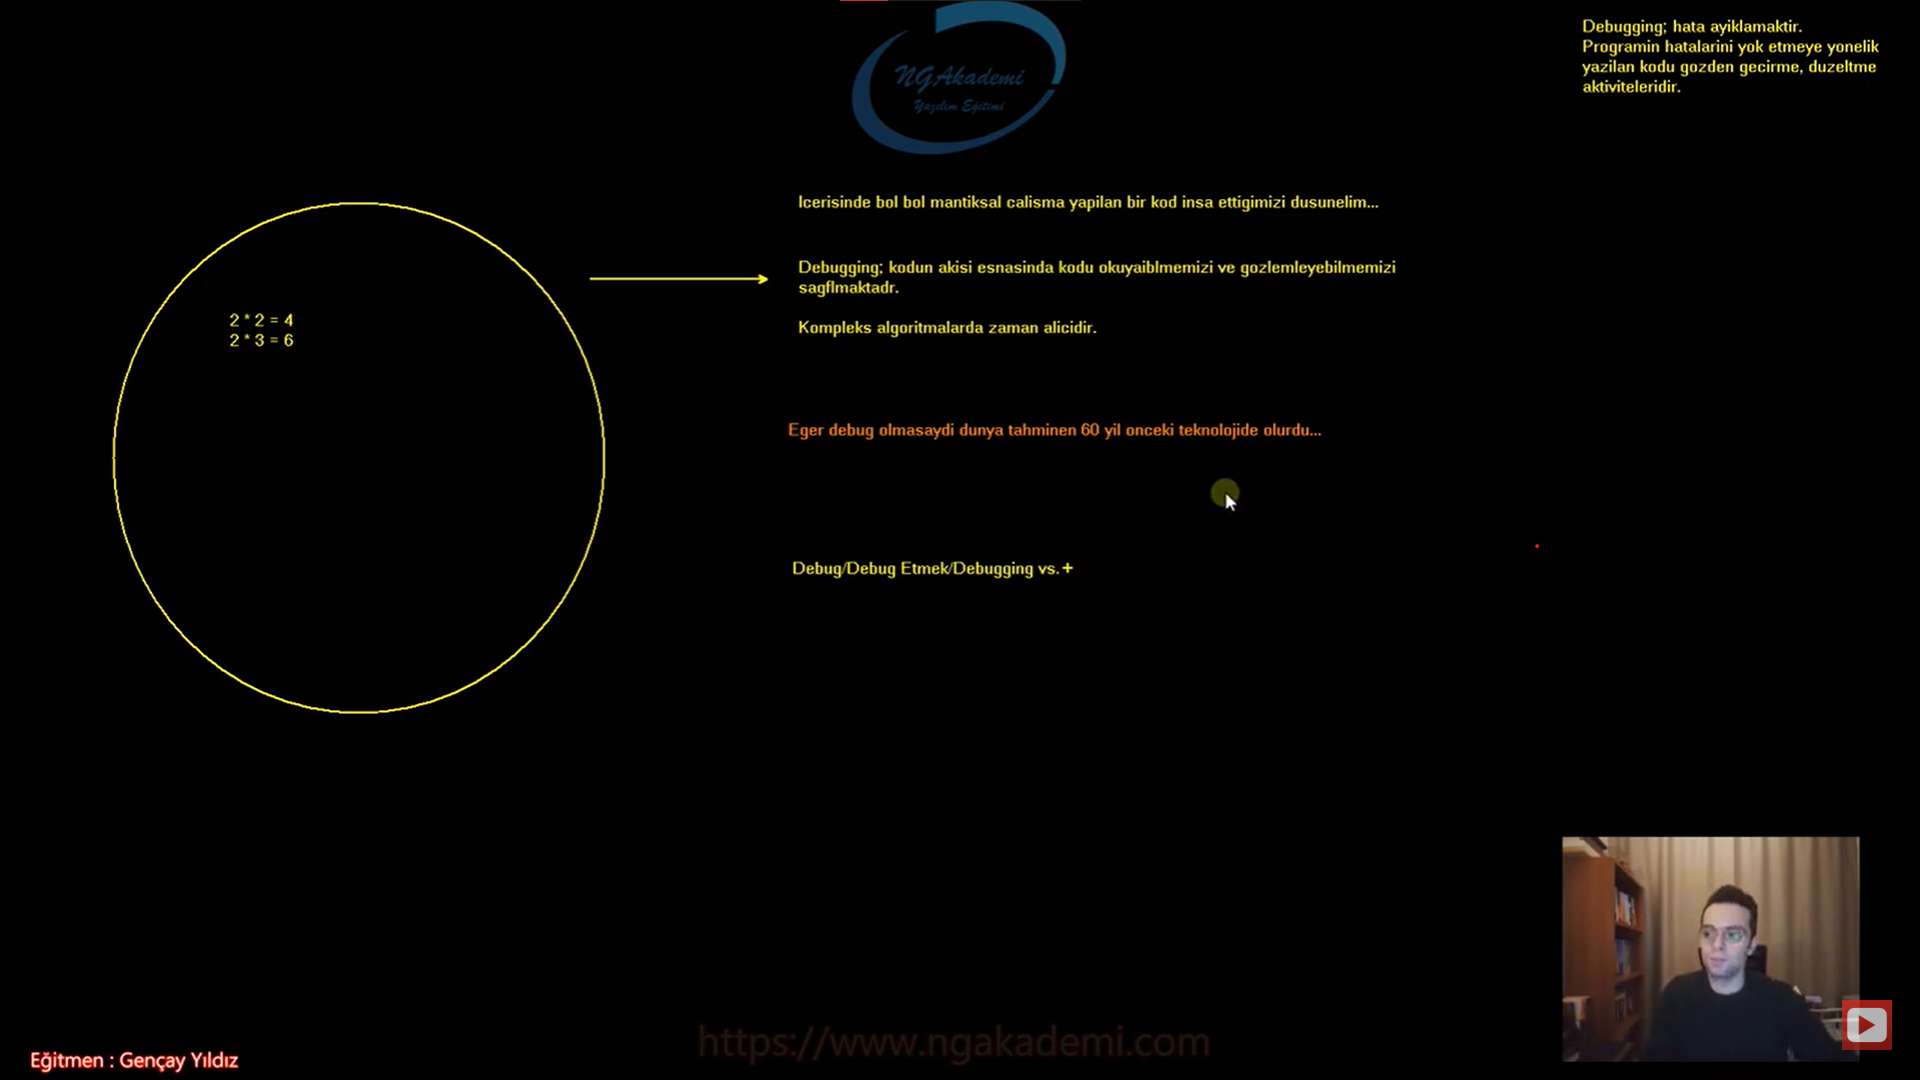 NGAkademi
Yazılım Eğitimi
Debugging; hata ayiklamaktir.
Programin hatalarini yok etmeye yonelik
yazilan kodu gozden gecirme, duzeltme
aktiviteleridir.
Icerisinde bol bol mantiksal calisma yapilan bir kod insa ettigimizi dusunelim...
Debugging; kodun akisi esnasinda kodu okuyaiblmemizi ve gozlemleyebilmemizi
sagflmaktadr.
Kompleks algoritmalarda zaman alicidir.
2 * 2 = 4
2 * 3 = 6
Eger debug olmasaydi dunya tahminen 60 yil onceki teknolojide olurdu...
Debug/Debug Etmek/Debugging vs.+
https://www.ngakademi.com
Eğitmen : Gençay Yıldız